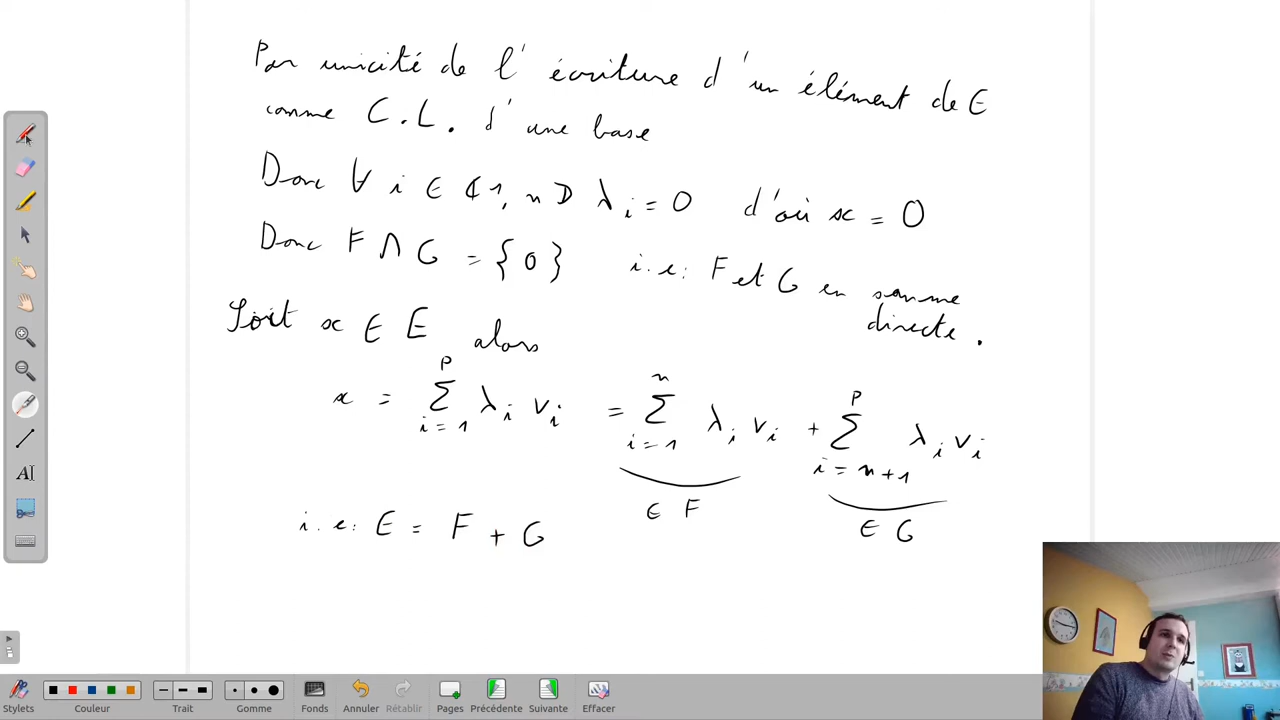 Par unicité de l'écriture d'un élément de E
comme C.L. d'une base
Donc ∀ i ∈ ⟦1, n⟧ λi = 0 d'où x = 0
Donc F ∩ G = {0} i.e: F et G en somme
directe.
Soit x ∈ E alors
x = ∑_{i=1}^{p} λi vi = ∑_{i=1}^{n} λi vi + ∑_{i=n+1}^{p} λi vi
∈ F ∈ G
i.e: E = F + G
Stylets Couleur Trait Gomme Fonds Annuler Rétablir Pages Précédente Suivante Effacer